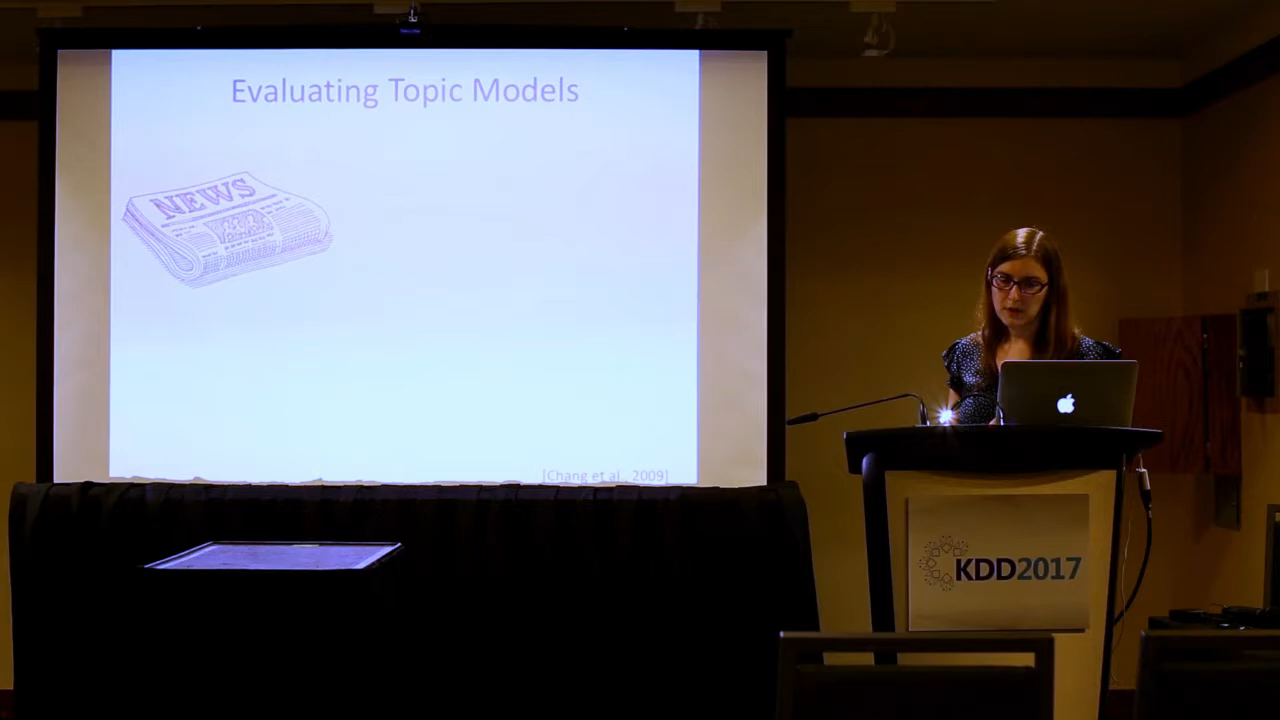 Evaluating Topic Models
NEWS
[Chang et al., 2009]
KDD2017